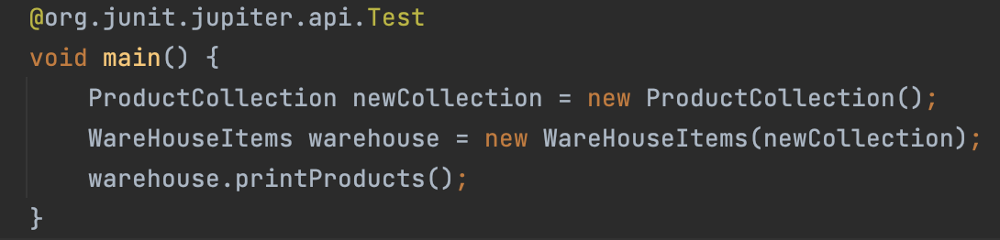 @org.junit.jupiter.api.Test
void main() {
ProductCollection newCollection = new ProductCollection();
WareHouseItems warehouse = new WareHouseItems(newCollection);
warehouse.printProducts();
}